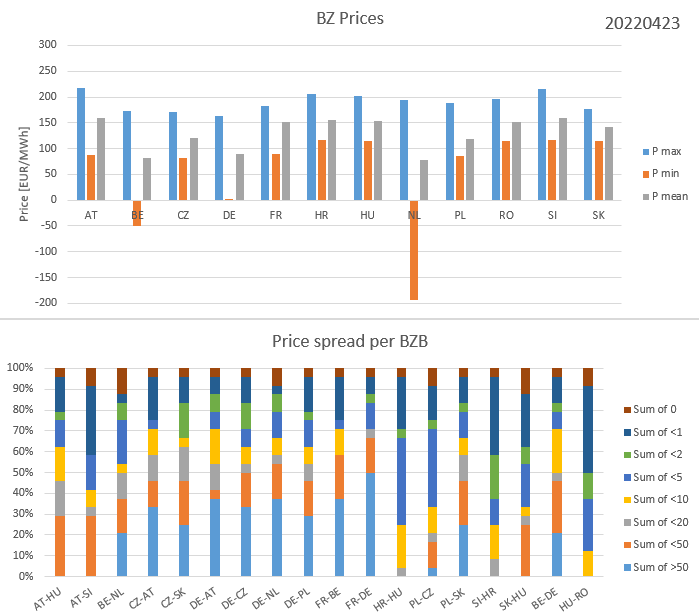 BZ Prices
20220423
Price [EUR/MWh]
300
250
200
150
100
50
0
-50
-100
-150
-200
AT BE CZ DE FR HR HU NL PL RO SI SK
P max
P min
P mean
Price spread per BZB
100%
90%
80%
70%
60%
50%
40%
30%
20%
10%
0%
AT-HU AT-SI BE-NL CZ-AT CZ-SK DE-AT DE-CZ DE-NL DE-PL FR-BE FR-DE HR-HU PL-CZ PL-SK SI-HR SK-HU BE-DE HU-RO
Sum of 0
Sum of <1
Sum of <2
Sum of <5
Sum of <10
Sum of <20
Sum of <50
Sum of >50